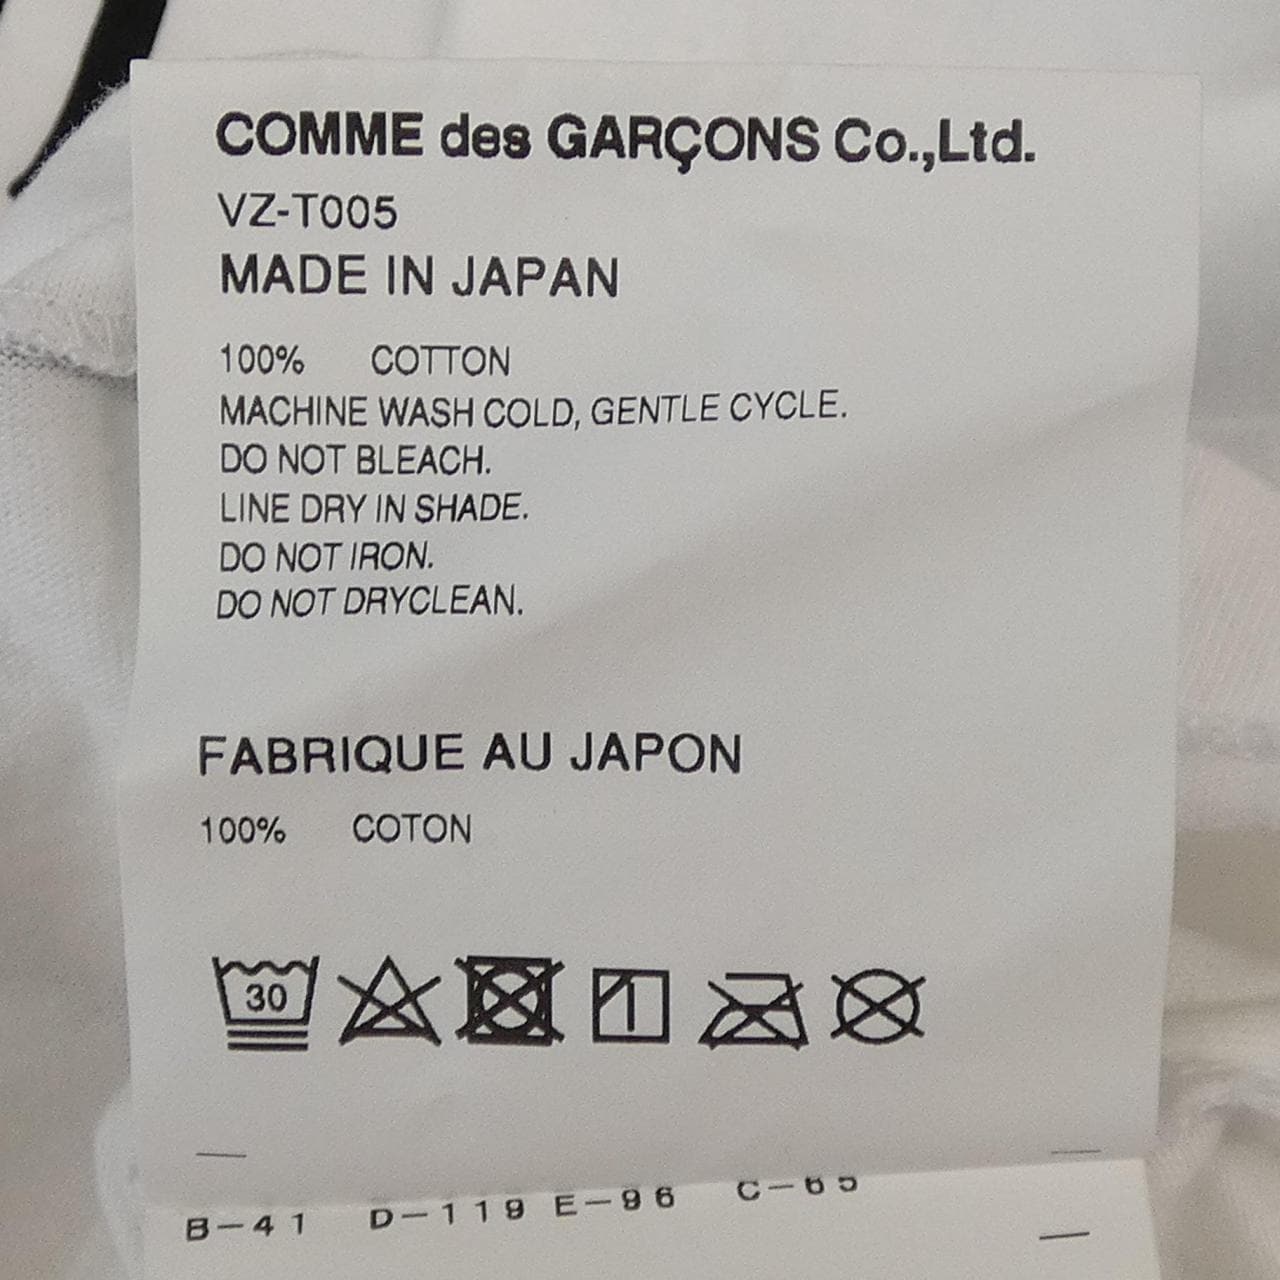 COMME des GARÇONS Co.,Ltd.
VZ-T005
MADE IN JAPAN
100% COTTON
MACHINE WASH COLD, GENTLE CYCLE.
DO NOT BLEACH.
LINE DRY IN SHADE.
DO NOT IRON.
DO NOT DRYCLEAN.
FABRIQUE AU JAPON
100% COTON
30
B-41 D-119 E-96 C-65